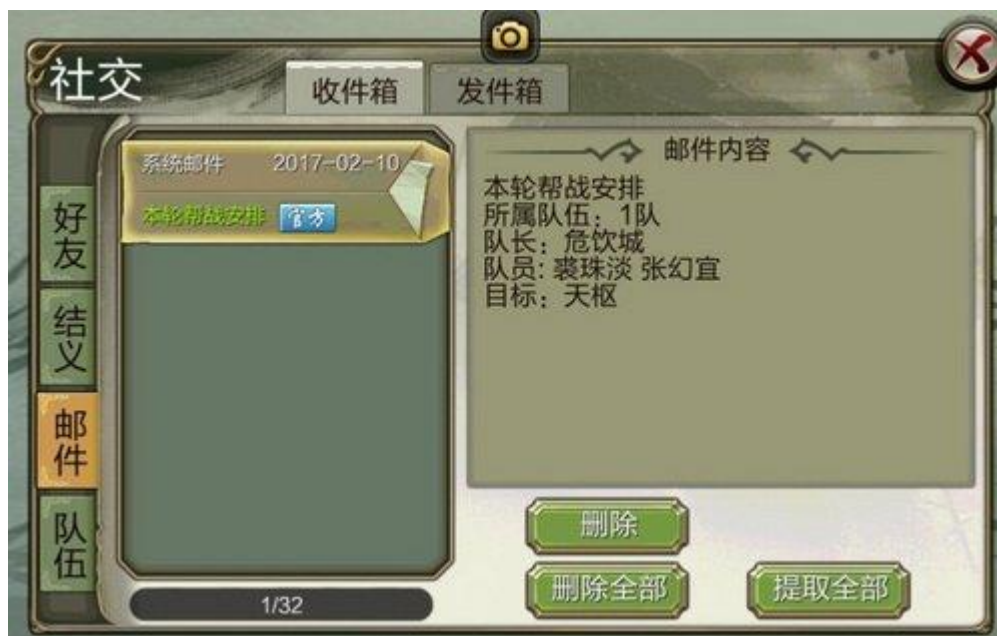 社交
收件箱
发件箱
好友
结义
邮件
队伍
系统邮件 2017-02-10
本轮帮战安排 官方
1/32
邮件内容
本轮帮战安排
所属队伍：1队
队长：危饮城
队员: 裘珠淡 张幻宜
目标：天枢
删除
删除全部
提取全部